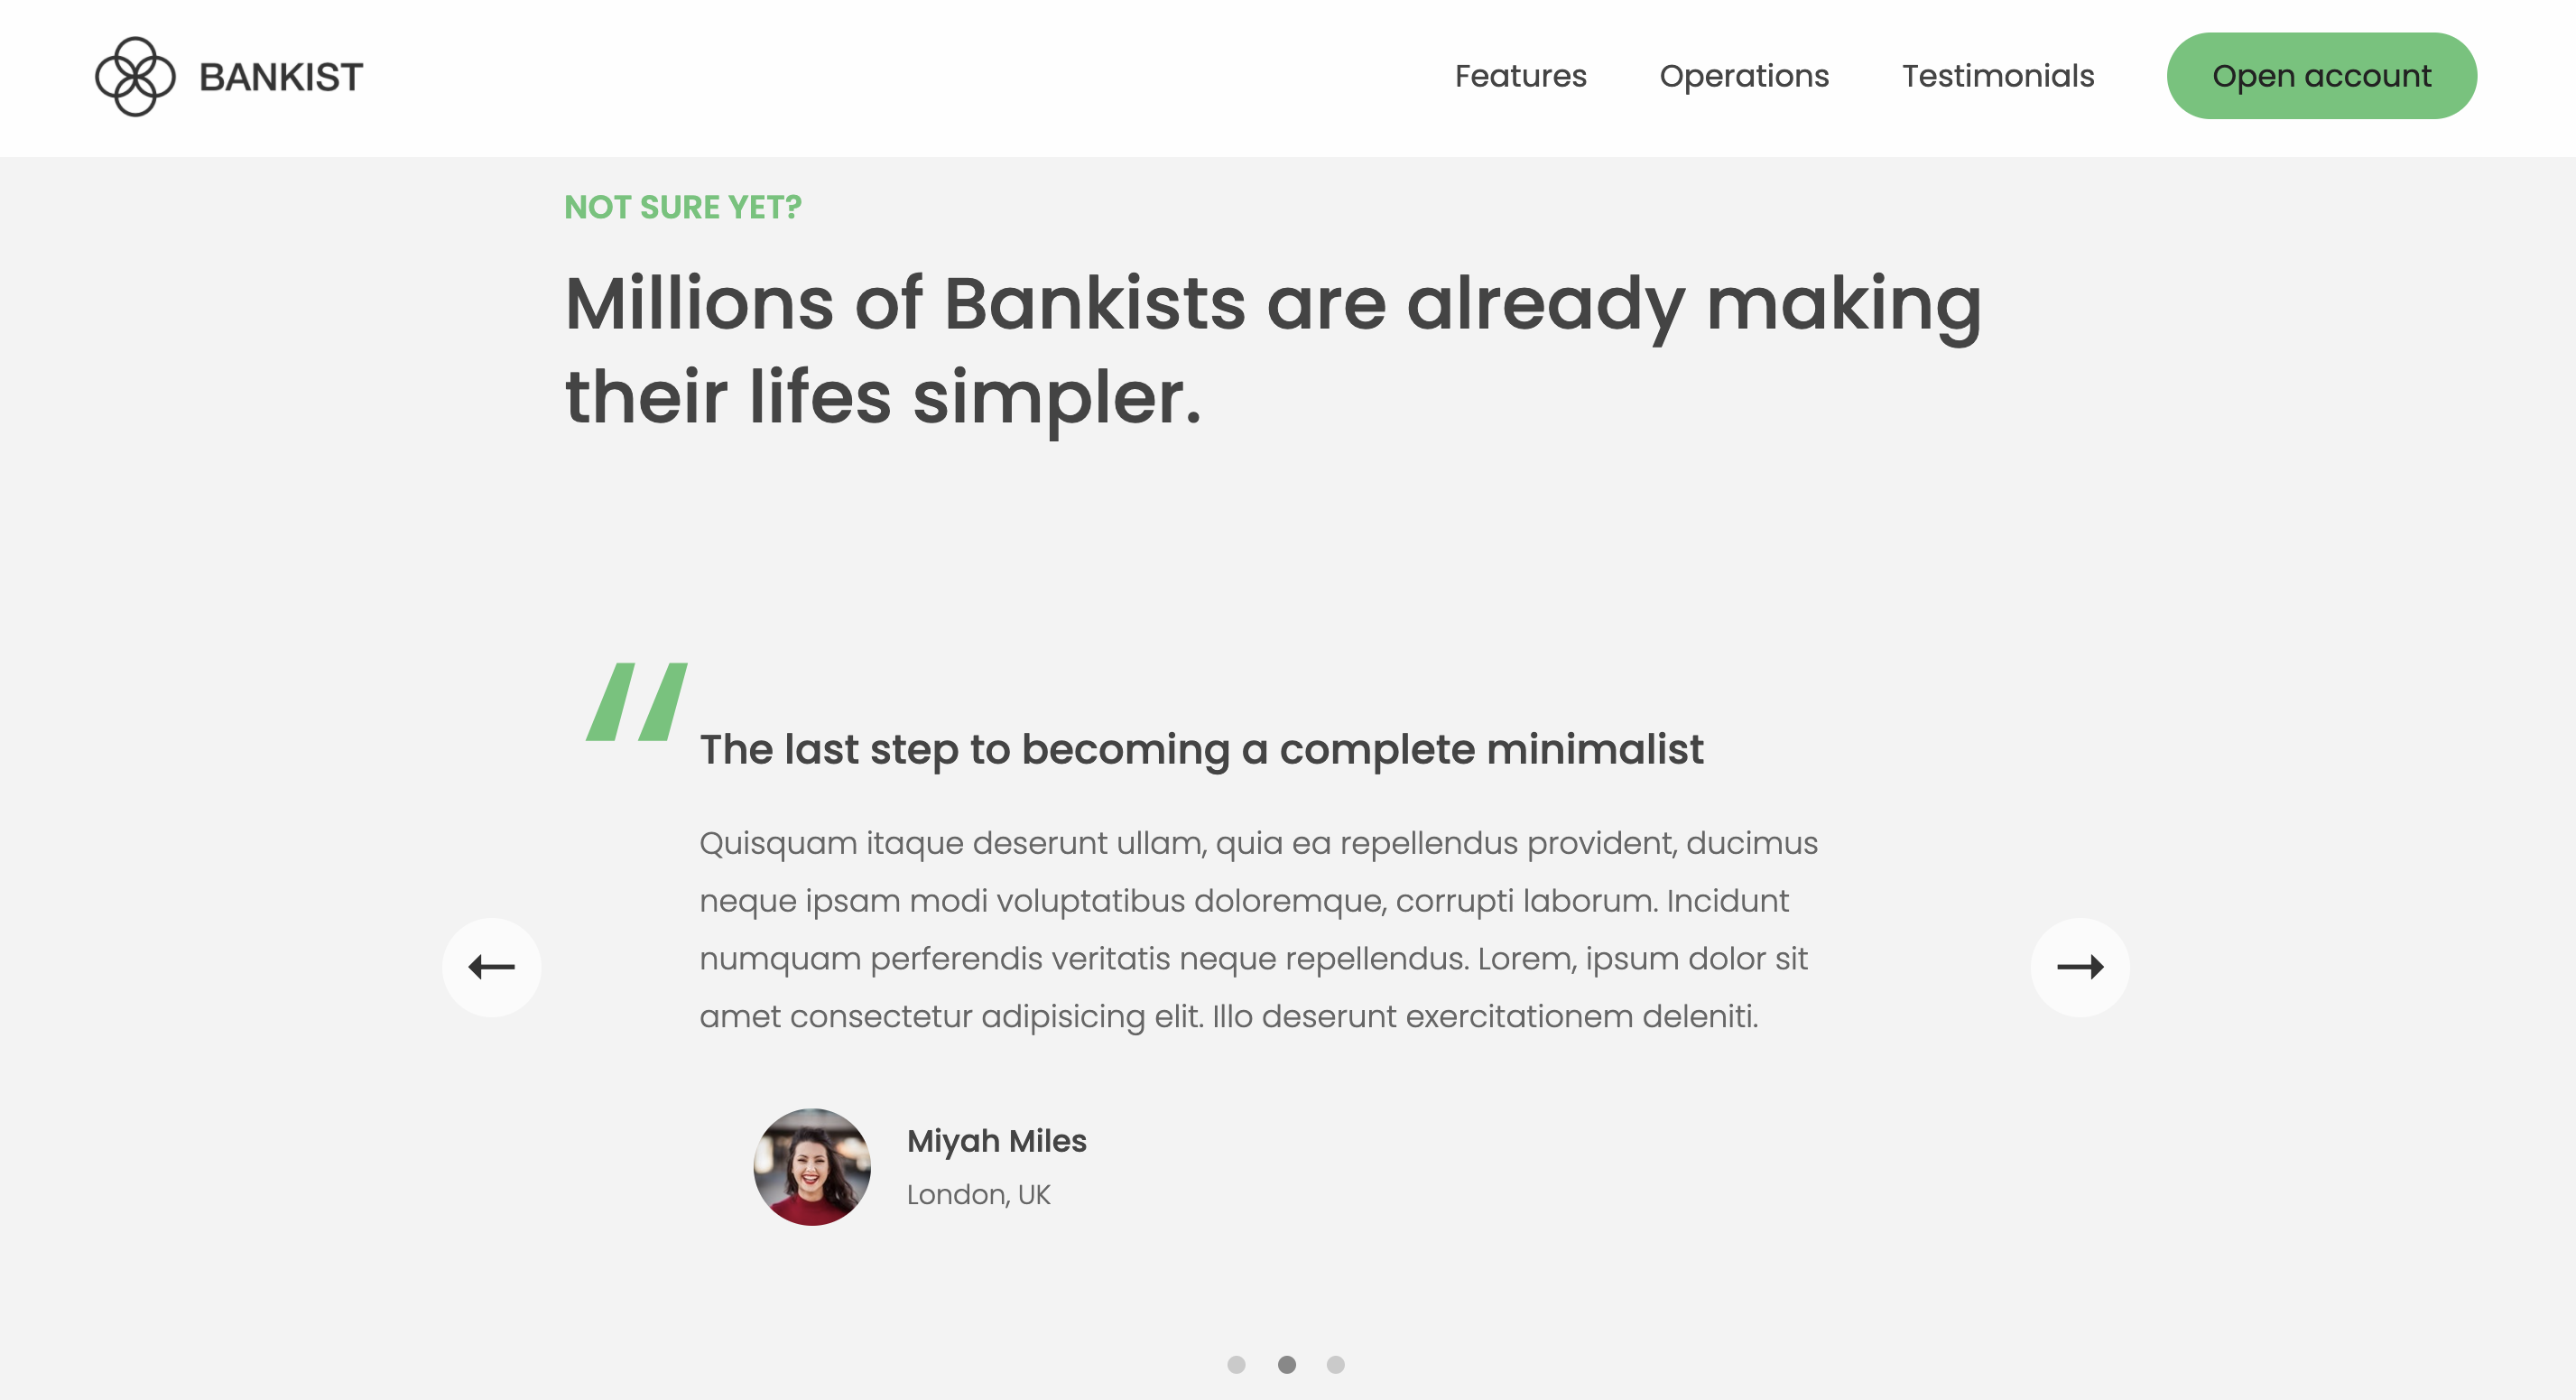 BANKIST
Features
Operations
Testimonials
Open account
NOT SURE YET?
Millions of Bankists are already making
their lifes simpler.
The last step to becoming a complete minimalist
Quisquam itaque deserunt ullam, quia ea repellendus provident, ducimus
neque ipsam modi voluptatibus doloremque, corrupti laborum. Incidunt
numquam perferendis veritatis neque repellendus. Lorem, ipsum dolor sit
amet consectetur adipisicing elit. Illo deserunt exercitationem deleniti.
Miyah Miles
London, UK